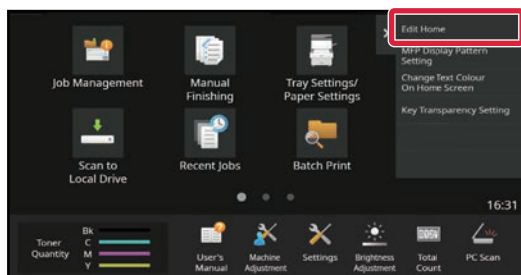 Edit Home
MFP Display Pattern
Setting
Change Text Colour
On Home Screen
Key Transparency Setting
Job Management
Manual
Finishing
Tray Settings/
Paper Settings
Scan to
Local Drive
Recent Jobs
Batch Print
16:31
Toner
Quantity
Bk
C
M
Y
User's
Manual
Machine
Adjustment
Settings
Brightness
Adjustment
Total
Count
PC Scan